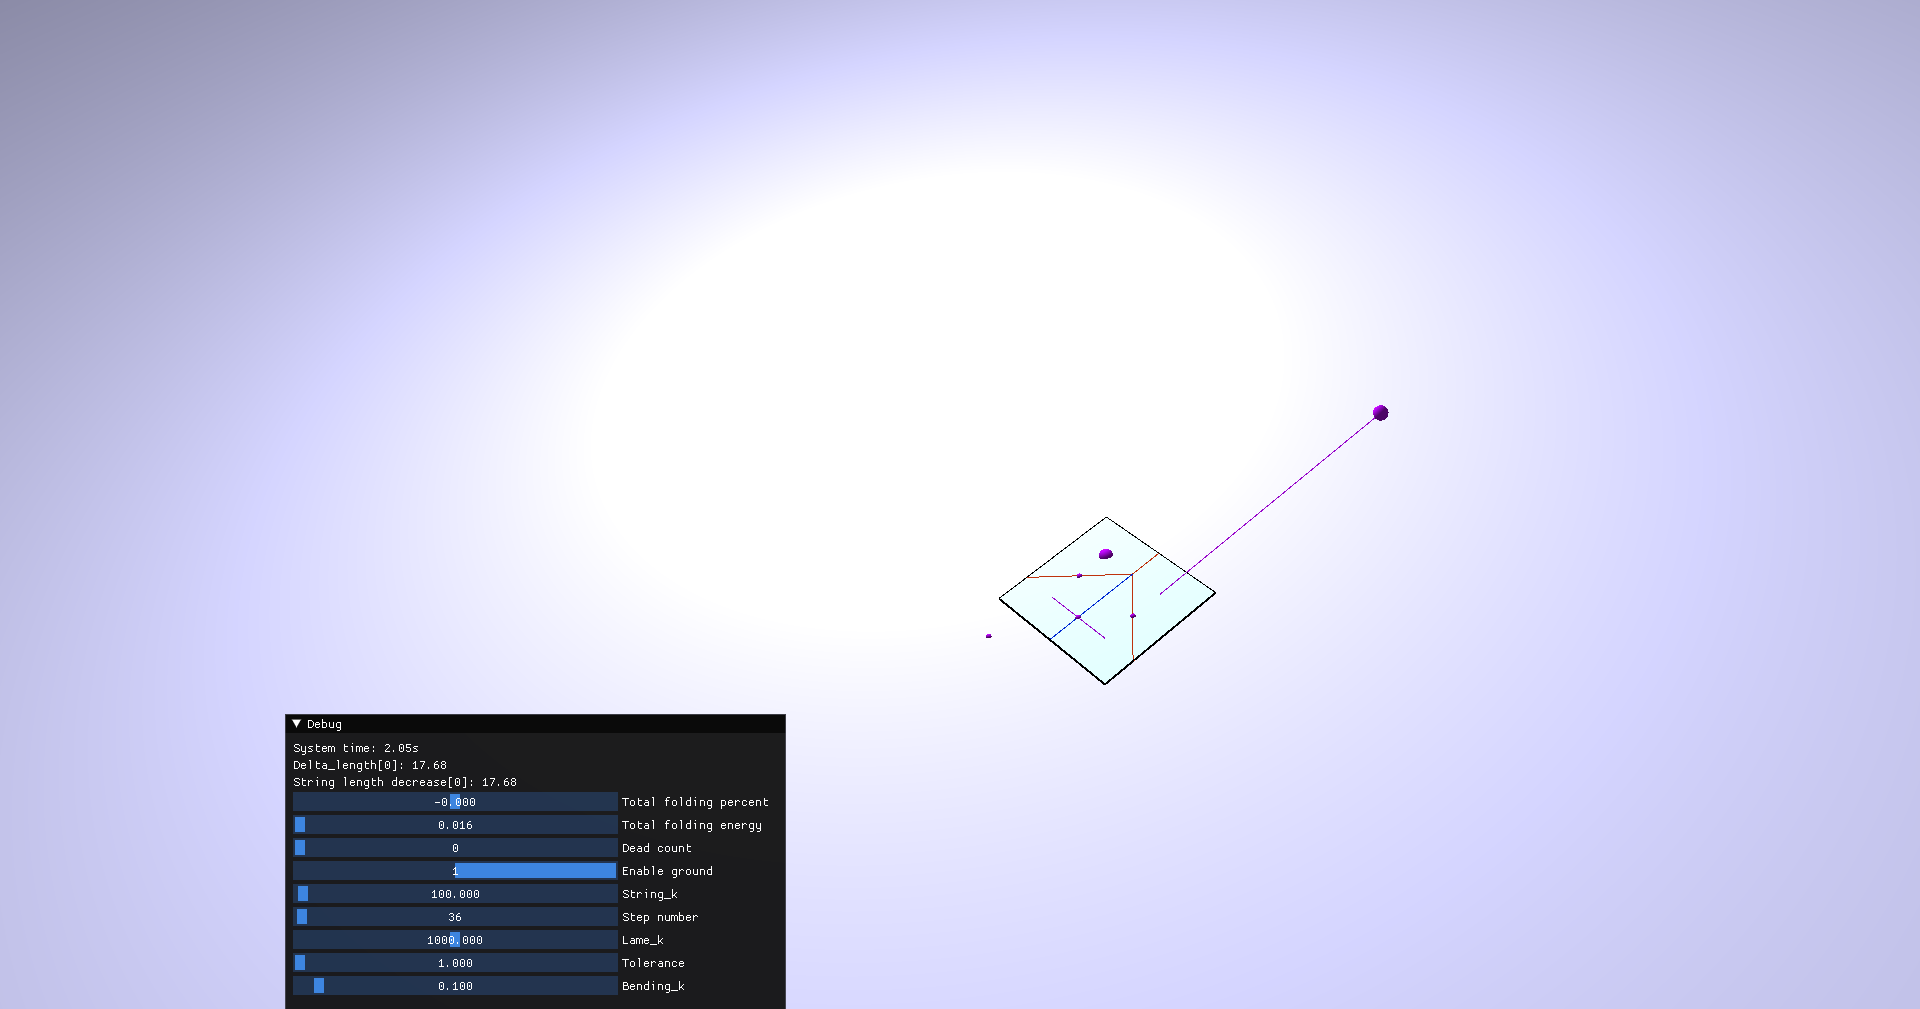 Debug
System time: 2.05s
Delta_length[0]: 17.68
String length decrease[0]: 17.68
-0.000 Total folding percent
0.016 Total folding energy
0 Dead count
1 Enable ground
100.000 String_k
36 Step number
1000.000 Lame_k
1.000 Tolerance
0.100 Bending_k